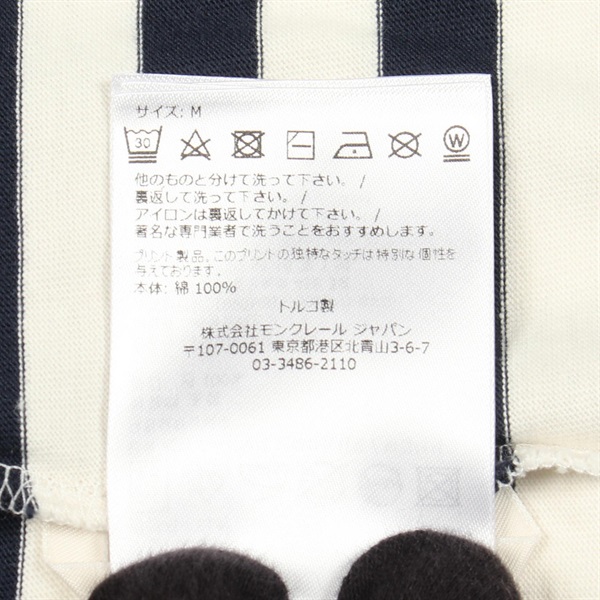 サイズ: M
30 W
他のものと分けて洗って下さい。/
裏返して洗って下さい。/
アイロンは裏返してかけて下さい。/
著名な専門業者で洗うことをおすすめします。
プリント製品、このプリントの独特なタッチは特別な個性を
与えております。
本体: 綿 100%
トルコ製
株式会社モンクレール ジャパン
〒107-0061 東京都港区北青山3-6-7
03-3486-2110